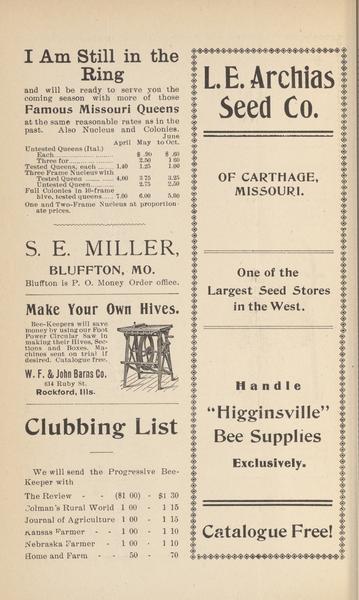 I Am Still in the
Ring
and will be ready to serve you the
coming season with more of those
Famous Missouri Queens
at the same reasonable rates as in the
past. Also Nucleus and Colonies.
June
April May to Oct.
Untested Queens (Ital.)
Each $ .90 $ .60
Three for 2.50 1 60
Tested Queens, each 1.40 1.25 1.00
Three Frame Nucleus with
Tested Queen 4.00 3.75 3.25
Untested Queen 2.75 2.50
Full Colonies in 10-frame
hive, tested queens 7.00 6.00 5.00
One and Two-Frame Nucleus at proportion-
ate prices.
S. E. MILLER,
BLUFFTON, MO.
Bluffton is P. O. Money Order office.
Make Your Own Hives.
Bee-Keepers will save
money by using our Foot
Power Circular Saw in
making their Hives, Sec-
tions and Boxes. Ma-
chines sent on trial if
desired. Catalogue free.
W. F. & John Barns Co.
634 Ruby St.
Rockford, Ills.
Clubbing List
We will send the Progressive Bee-
Keeper with
The Review - - ($1 00) - $1 30
Colman's Rural World 1 00 - 1 15
Journal of Agriculture 1 00 - 1 15
Kansas Farmer - - 1 00 - 1 10
Nebraska Farmer - 1 00 - 1 10
Home and Farm - - 50 - 70
L. E. Archias
Seed Co.
OF CARTHAGE,
MISSOURI.
One of the
Largest Seed Stores
in the West.
Handle
"Higginsville"
Bee Supplies
Exclusively.
Catalogue Free!